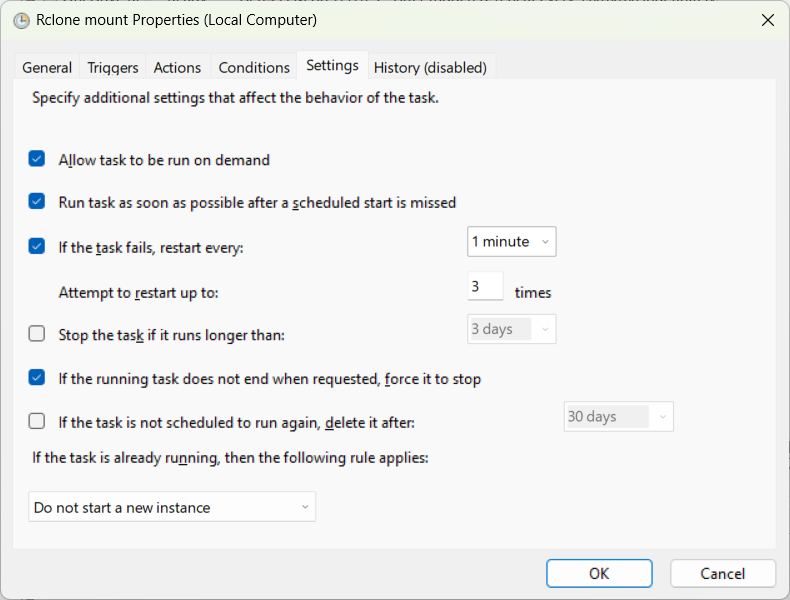 Rclone mount Properties (Local Computer)
General Triggers Actions Conditions Settings History (disabled)
Specify additional settings that affect the behavior of the task.
Allow task to be run on demand
Run task as soon as possible after a scheduled start is missed
If the task fails, restart every: 1 minute
Attempt to restart up to: 3 times
Stop the task if it runs longer than: 3 days
If the running task does not end when requested, force it to stop
If the task is not scheduled to run again, delete it after: 30 days
If the task is already running, then the following rule applies:
Do not start a new instance
OK Cancel